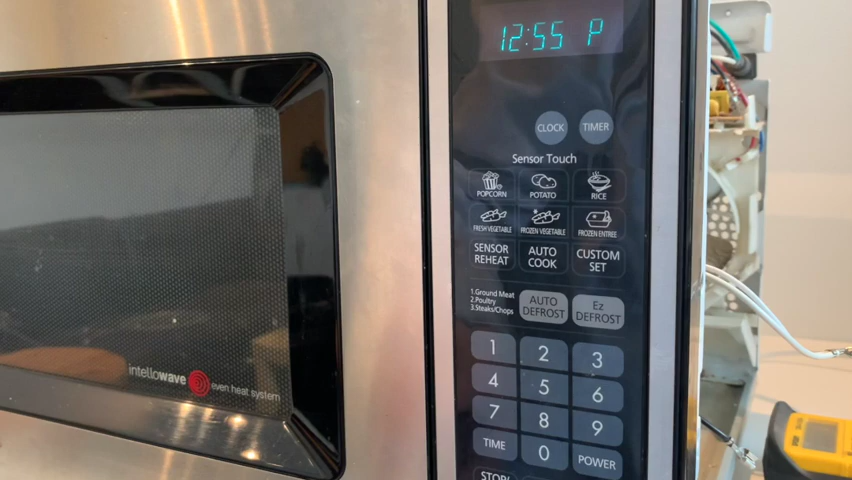 12:55 P
CLOCK
TIMER
Sensor Touch
POPCORN
POTATO
RICE
FRESH VEGETABLE
FROZEN VEGETABLE
FROZEN ENTREE
SENSOR
REHEAT
AUTO
COOK
CUSTOM
SET
1.Ground Meat
2.Poultry
3.Steaks/Chops
AUTO
DEFROST
Ez
DEFROST
1
2
3
4
5
6
7
8
9
TIME
0
POWER
STOP/
intellowave
even heat system